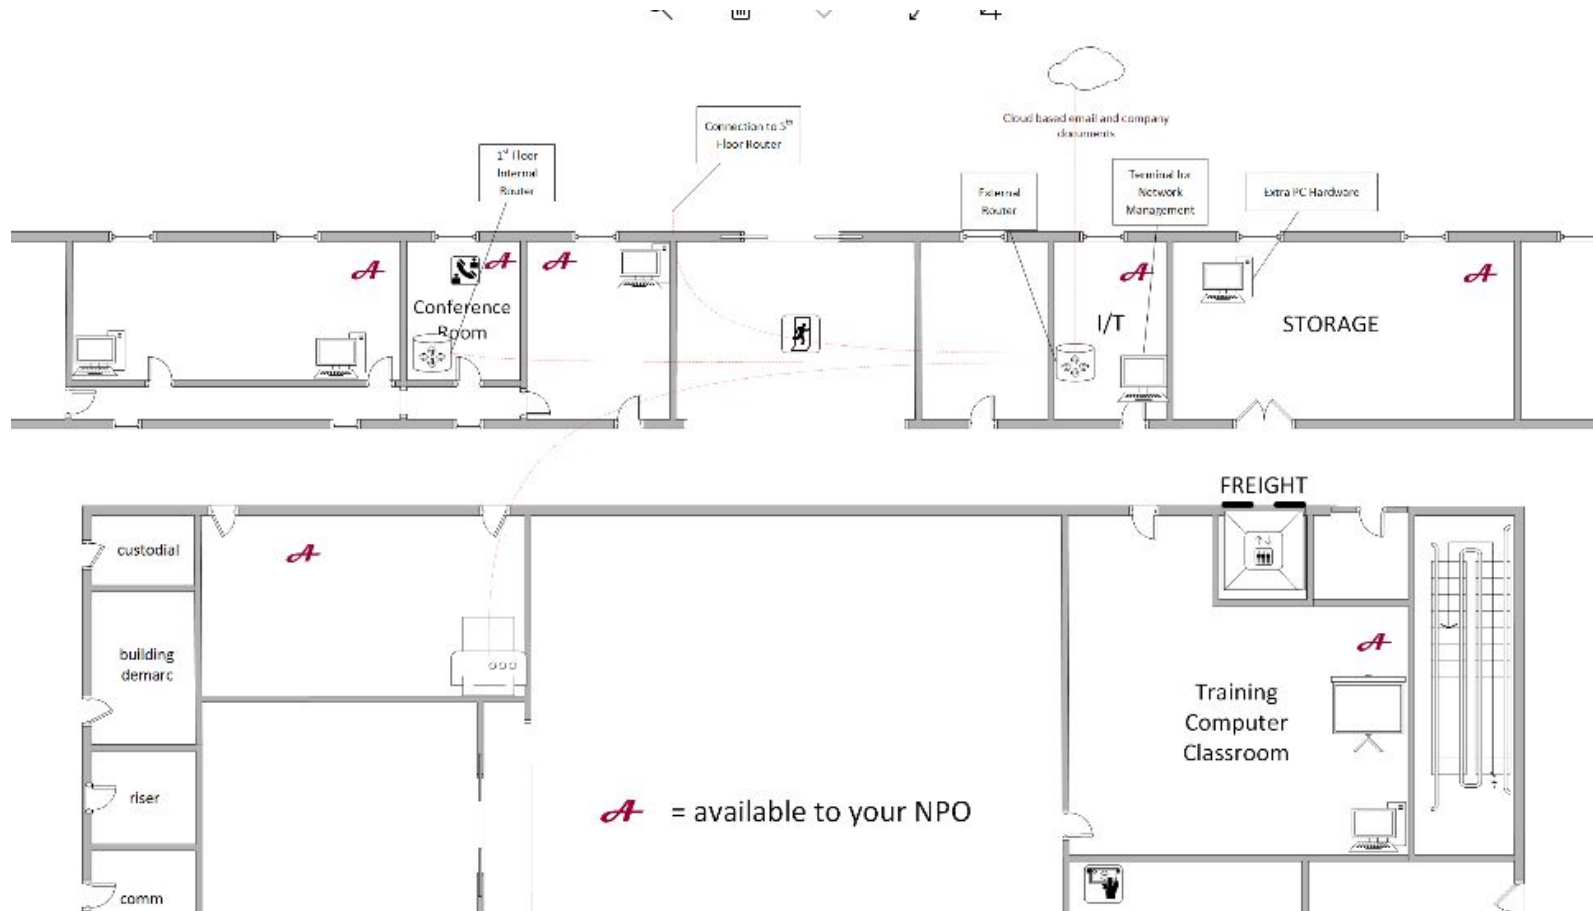 Cloud based email and company
documents
Connection to 5th
Floor Router
1st Floor
Internal
Router
External
Router
Terminal for
Network
Management
Extra PC Hardware
A
A
A
A
A
Conference
Room
I/T
STORAGE
FREIGHT
custodial
A
building
demarc
A
Training
Computer
Classroom
riser
A = available to your NPO
comm